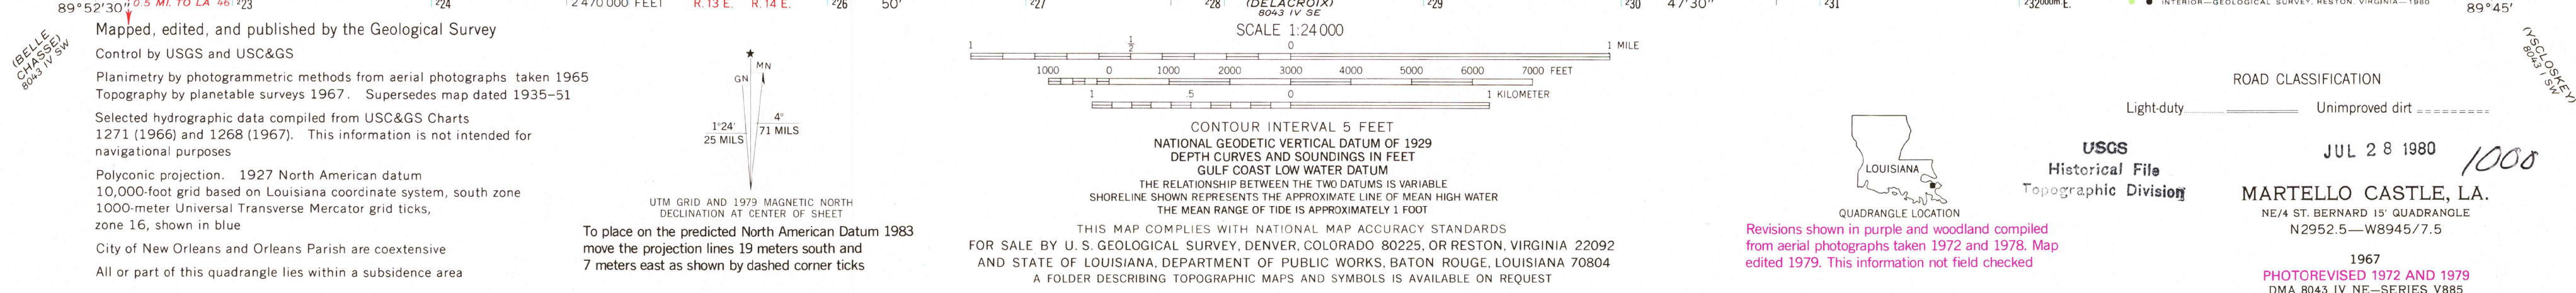 89°52'30" 0.5 MI. TO LA 46 ²23 ²24 2 470 000 FEET R. 13 E. R. 14 E. ²26 50' ²27 ²28 (DELACROIX) ²29 ²30 47'30" ²31 ²32000m.E. INTERIOR—GEOLOGICAL SURVEY, RESTON, VIRGINIA—1980 89°45'
8043 IV SE
(BELLE CHASSE)
8043 IV SW
Mapped, edited, and published by the Geological Survey
Control by USGS and USC&GS
Planimetry by photogrammetric methods from aerial photographs taken 1965
Topography by planetable surveys 1967. Supersedes map dated 1935–51
Selected hydrographic data compiled from USC&GS Charts
1271 (1966) and 1268 (1967). This information is not intended for
navigational purposes
Polyconic projection. 1927 North American datum
10,000-foot grid based on Louisiana coordinate system, south zone
1000-meter Universal Transverse Mercator grid ticks,
zone 16, shown in blue
City of New Orleans and Orleans Parish are coextensive
All or part of this quadrangle lies within a subsidence area
★
MN
GN
1°24'
25 MILS
4°
71 MILS
UTM GRID AND 1979 MAGNETIC NORTH
DECLINATION AT CENTER OF SHEET
To place on the predicted North American Datum 1983
move the projection lines 19 meters south and
7 meters east as shown by dashed corner ticks
SCALE 1:24 000
1 ½ 0 1 MILE
1000 0 1000 2000 3000 4000 5000 6000 7000 FEET
1 .5 0 1 KILOMETER
CONTOUR INTERVAL 5 FEET
NATIONAL GEODETIC VERTICAL DATUM OF 1929
DEPTH CURVES AND SOUNDINGS IN FEET
GULF COAST LOW WATER DATUM
THE RELATIONSHIP BETWEEN THE TWO DATUMS IS VARIABLE
SHORELINE SHOWN REPRESENTS THE APPROXIMATE LINE OF MEAN HIGH WATER
THE MEAN RANGE OF TIDE IS APPROXIMATELY 1 FOOT
THIS MAP COMPLIES WITH NATIONAL MAP ACCURACY STANDARDS
FOR SALE BY U. S. GEOLOGICAL SURVEY, DENVER, COLORADO 80225, OR RESTON, VIRGINIA 22092
AND STATE OF LOUISIANA, DEPARTMENT OF PUBLIC WORKS, BATON ROUGE, LOUISIANA 70804
A FOLDER DESCRIBING TOPOGRAPHIC MAPS AND SYMBOLS IS AVAILABLE ON REQUEST
LOUISIANA
QUADRANGLE LOCATION
Revisions shown in purple and woodland compiled
from aerial photographs taken 1972 and 1978. Map
edited 1979. This information not field checked
USGS
Historical File
Topographic Division
ROAD CLASSIFICATION
Light-duty Unimproved dirt
JUL 28 1980
1000
MARTELLO CASTLE, LA.
NE/4 ST. BERNARD 15' QUADRANGLE
N2952.5—W8945/7.5
1967
PHOTOREVISED 1972 AND 1979
DMA 8043 IV NE—SERIES V885
(YSCLOSKEY)
8043 I SW